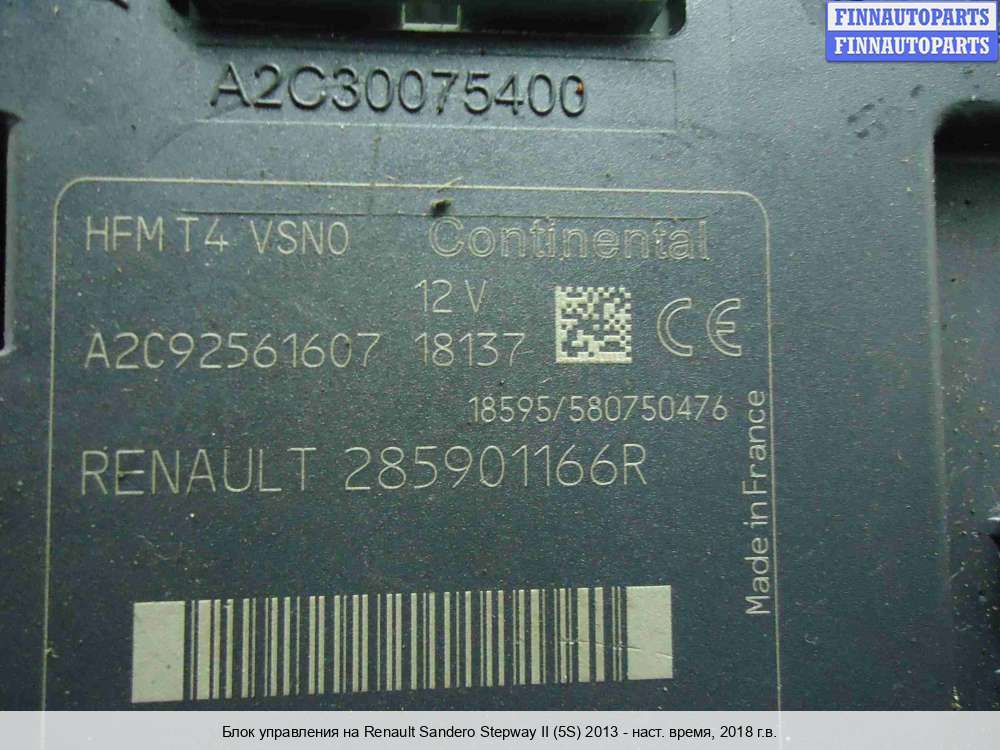 FINNAUTOPARTS
FINNAUTOPARTS
A2C30075400
HFM T4 VSN0 Continental
12 V
A2C92561607 18137 CE
18595/580750476
RENAULT 285901166R
Made in France
Блок управления на Renault Sandero Stepway II (5S) 2013 - наст. время, 2018 г.в.